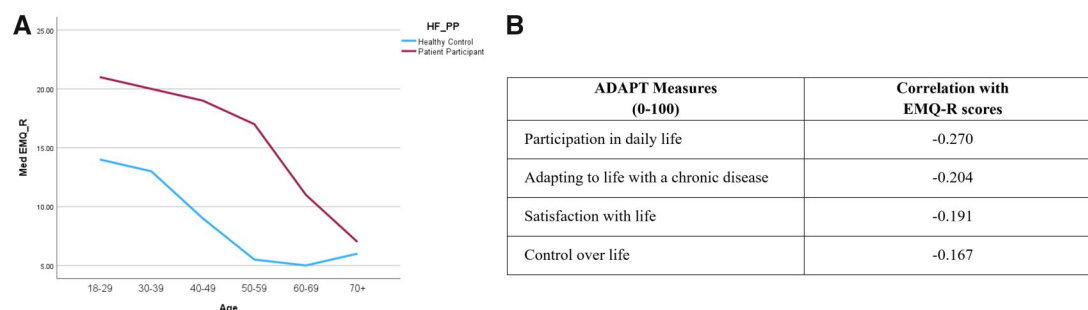 A
HF_PP
Healthy Control
Patient Participant
25.00
20.00
15.00
10.00
5.00
Med EMQ_R
18-29 30-39 40-49 50-59 60-69 70+
Age
B
ADAPT Measures Correlation with
(0-100) EMQ-R scores
Participation in daily life -0.270
Adapting to life with a chronic disease -0.204
Satisfaction with life -0.191
Control over life -0.167